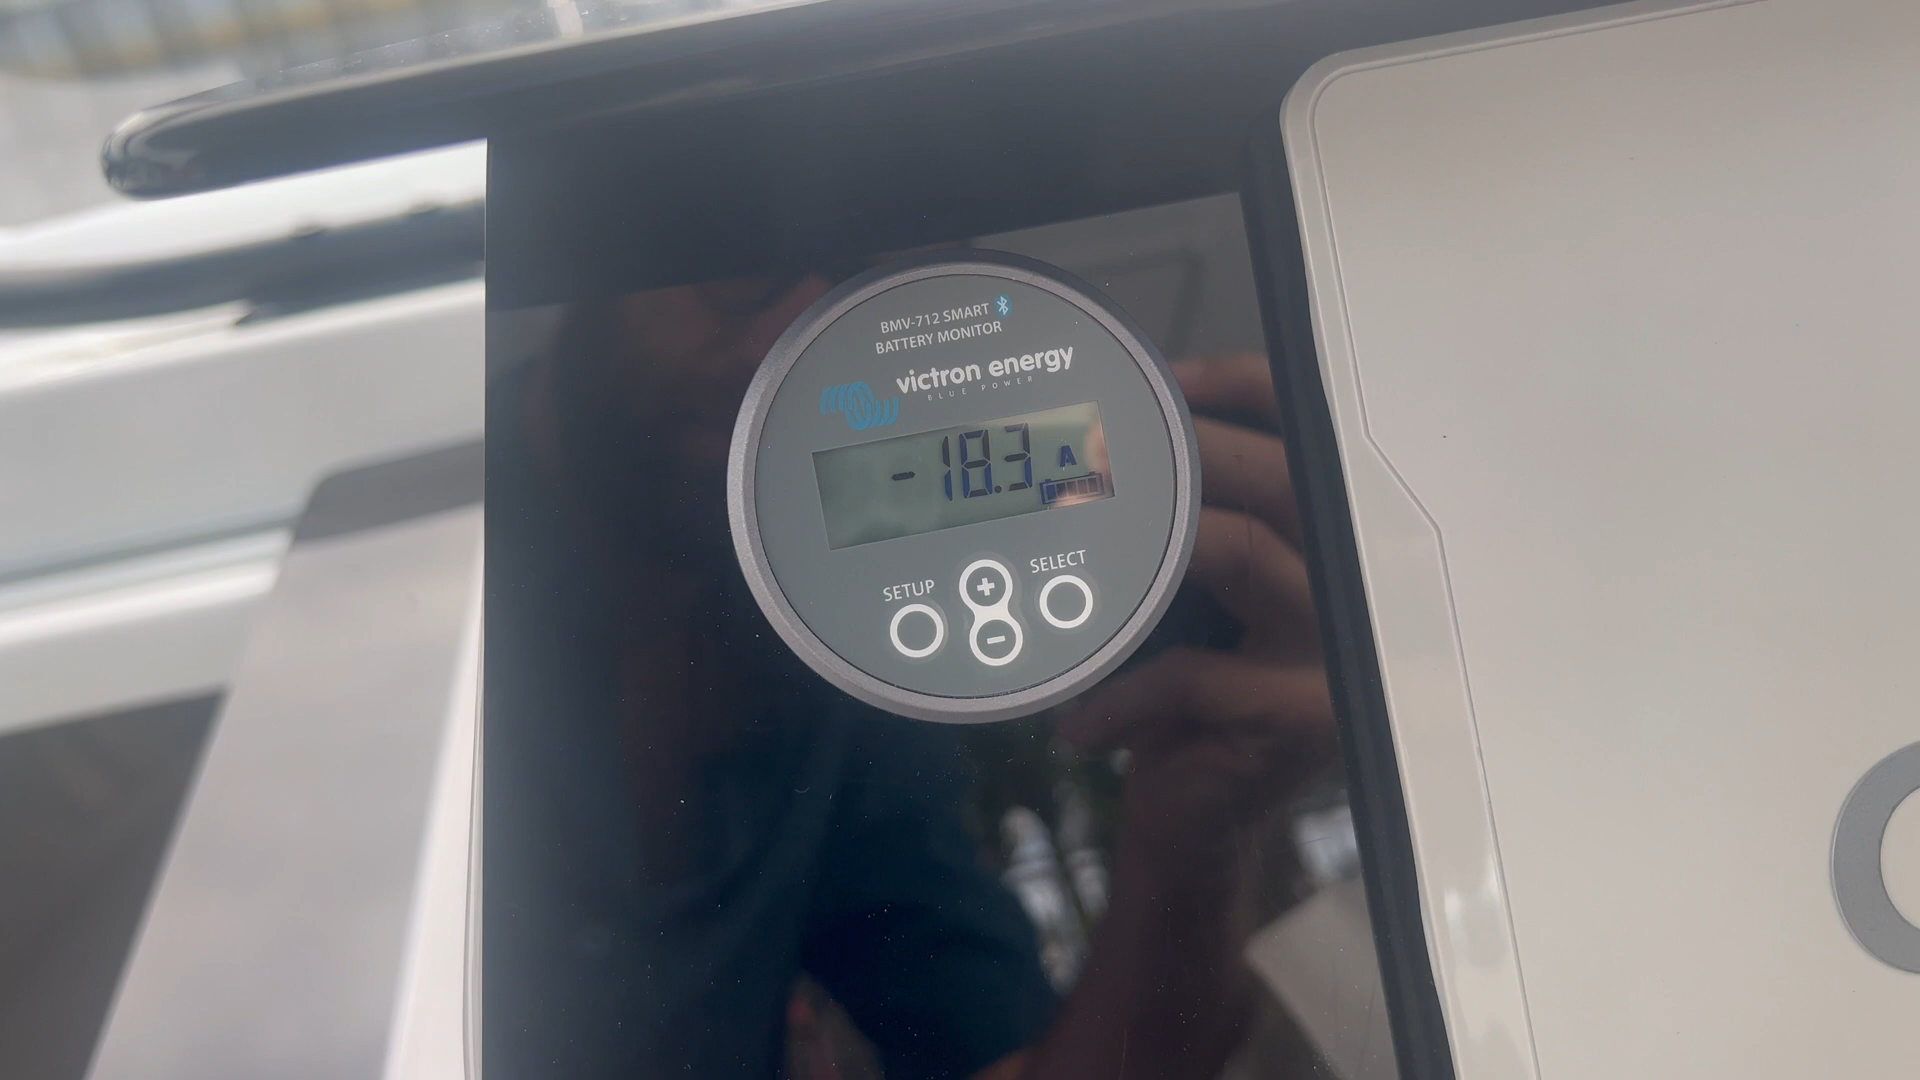 BMV-712 SMART
BATTERY MONITOR
victron energy
BLUE POWER
-18.3 A
SETUP
+
SELECT
-